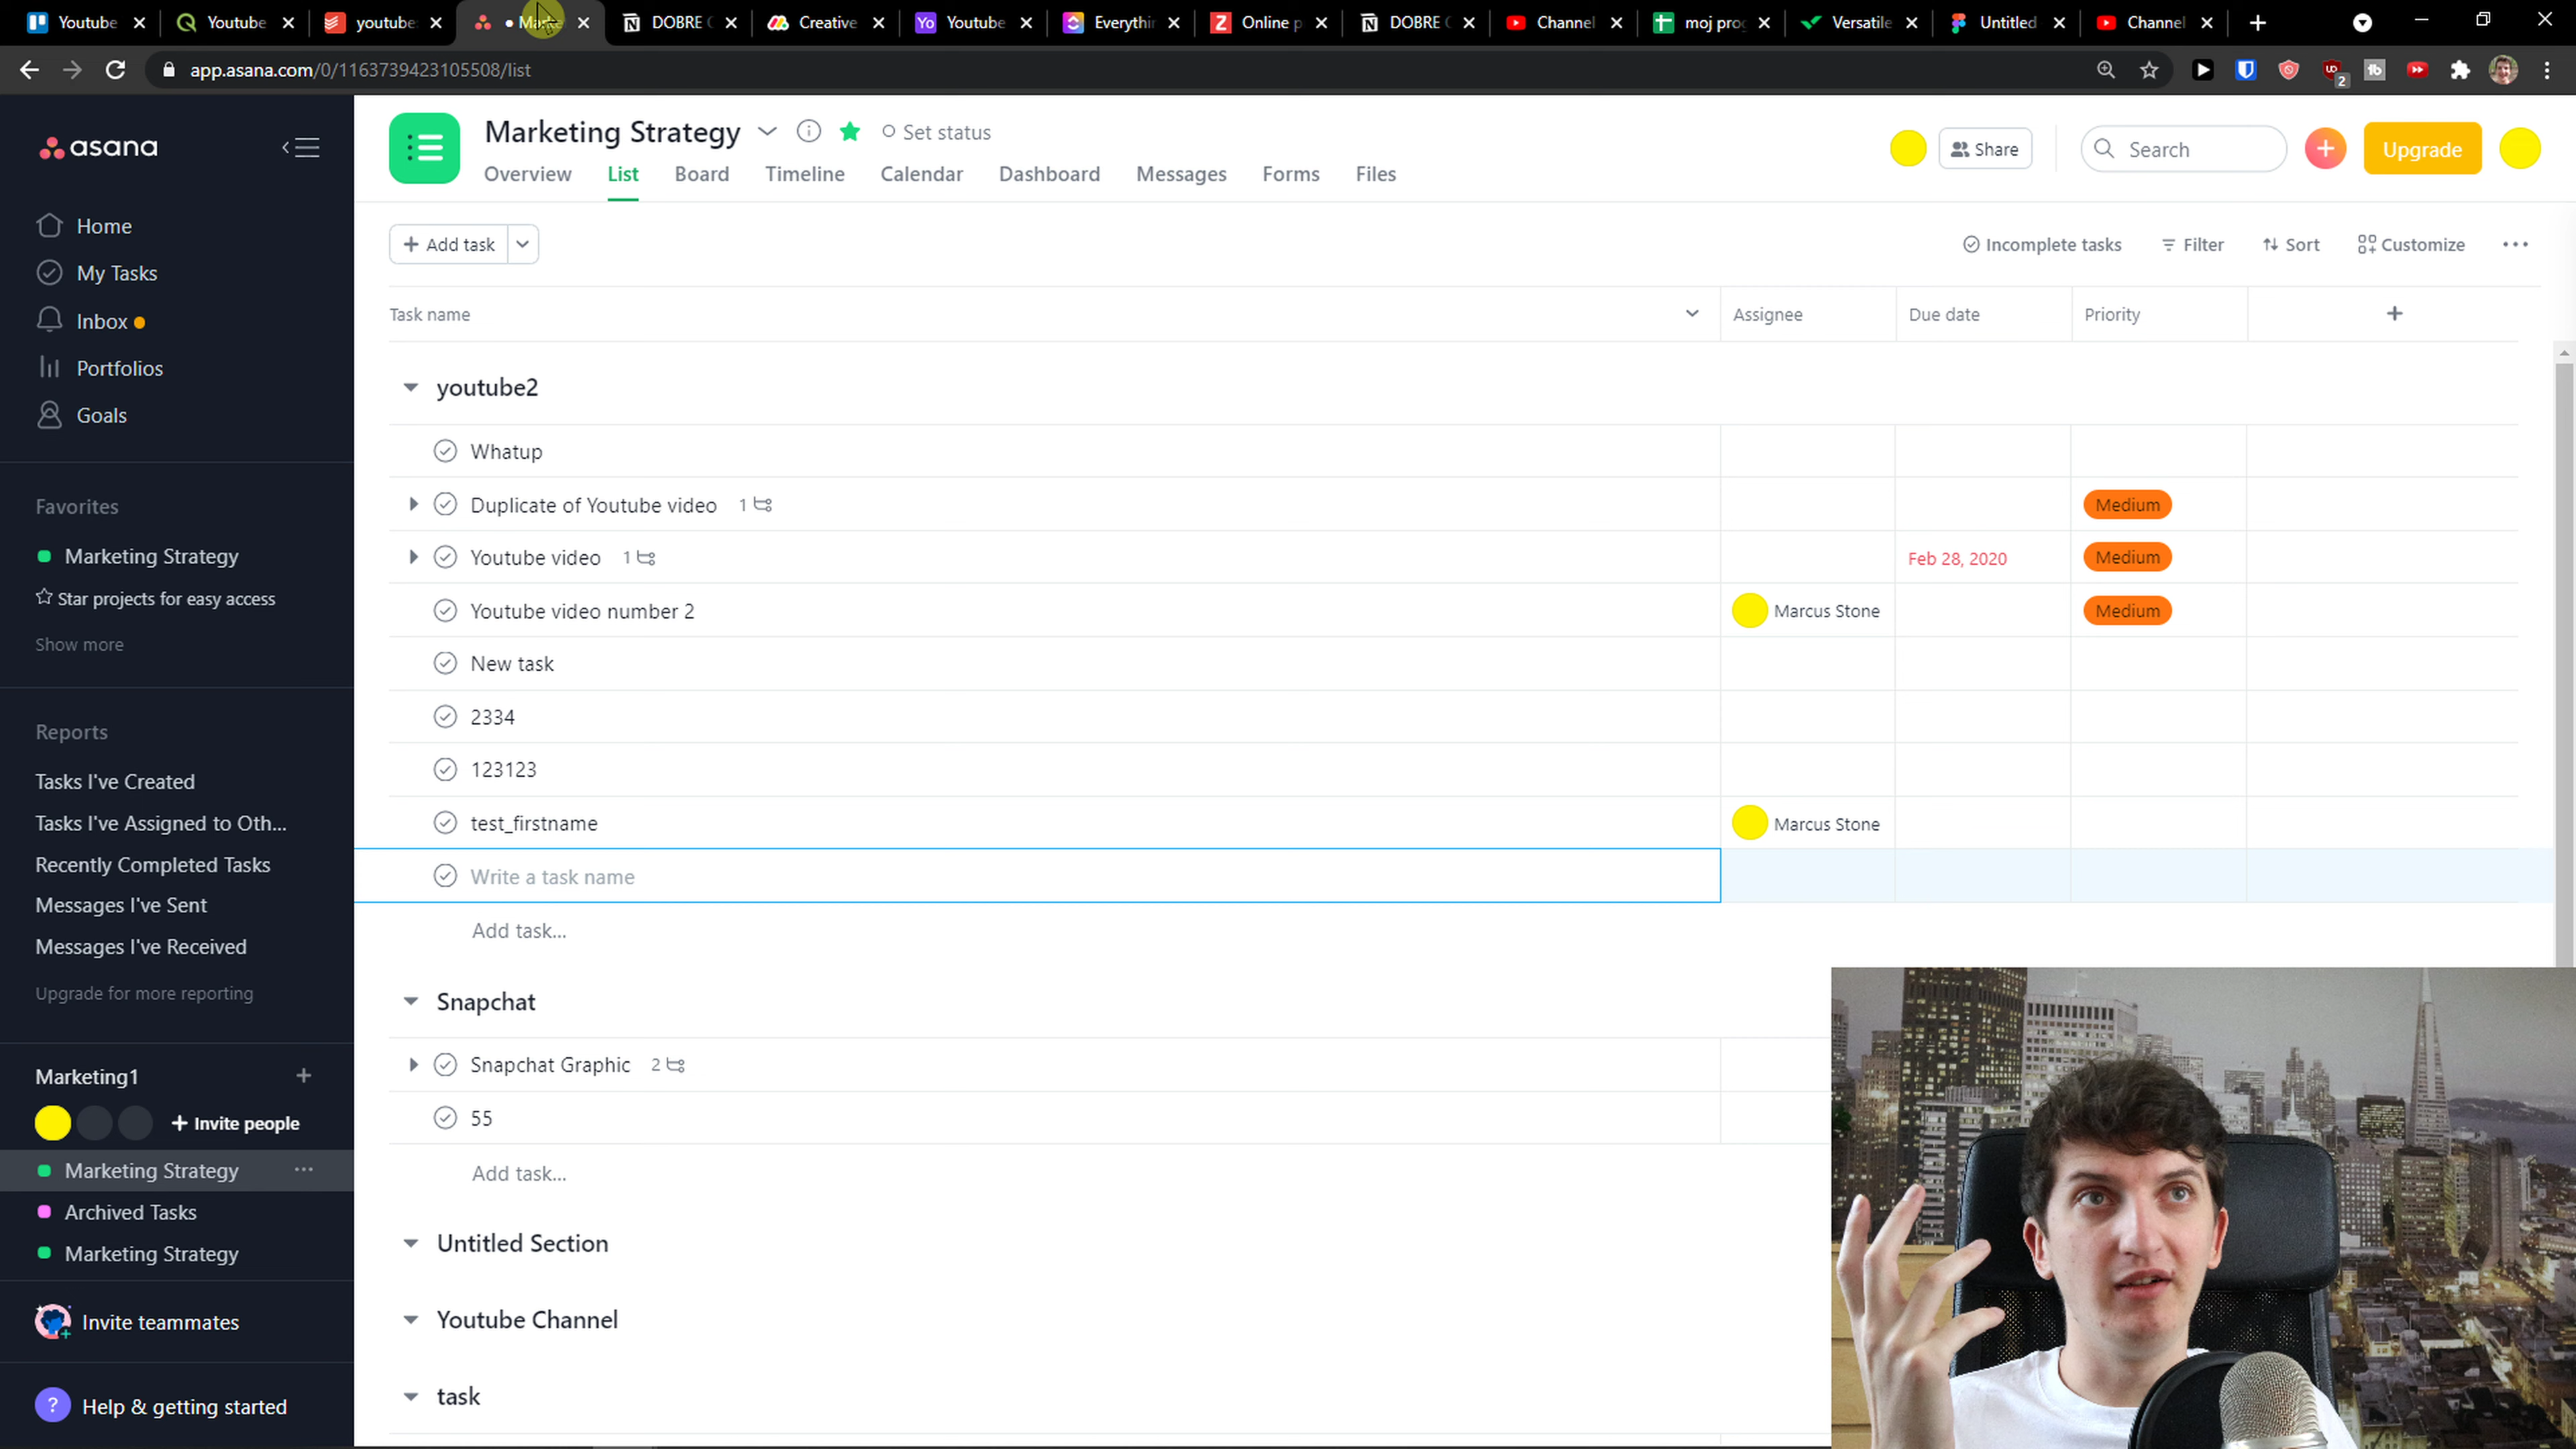 Youtube
Youtube
youtube
DOBRE
Creative
Youtube
Everythi
Online p
DOBRE
Channel
moj pro
Versatile
Untitled
Channel
app.asana.com/0/1163739423105508/list
2
asana
Home
My Tasks
Inbox
Portfolios
Goals
Favorites
Marketing Strategy
Star projects for easy access
Show more
Reports
Tasks I've Created
Tasks I've Assigned to Oth...
Recently Completed Tasks
Messages I've Sent
Messages I've Received
Upgrade for more reporting
Marketing1
Invite people
Marketing Strategy
Archived Tasks
Marketing Strategy
Invite teammates
? Help & getting started
Marketing Strategy
Set status
Overview List Board Timeline Calendar Dashboard Messages Forms Files
Share
Search
Upgrade
+ Add task
Incomplete tasks
Filter
Sort
Customize
Task name Assignee Due date Priority
youtube2
Whatup
Duplicate of Youtube video 1 Medium
Youtube video 1 Feb 28, 2020 Medium
Youtube video number 2 Marcus Stone Medium
New task
2334
123123
test_firstname Marcus Stone
Write a task name
Add task...
Snapchat
Snapchat Graphic 2
55
Add task...
Untitled Section
Youtube Channel
task